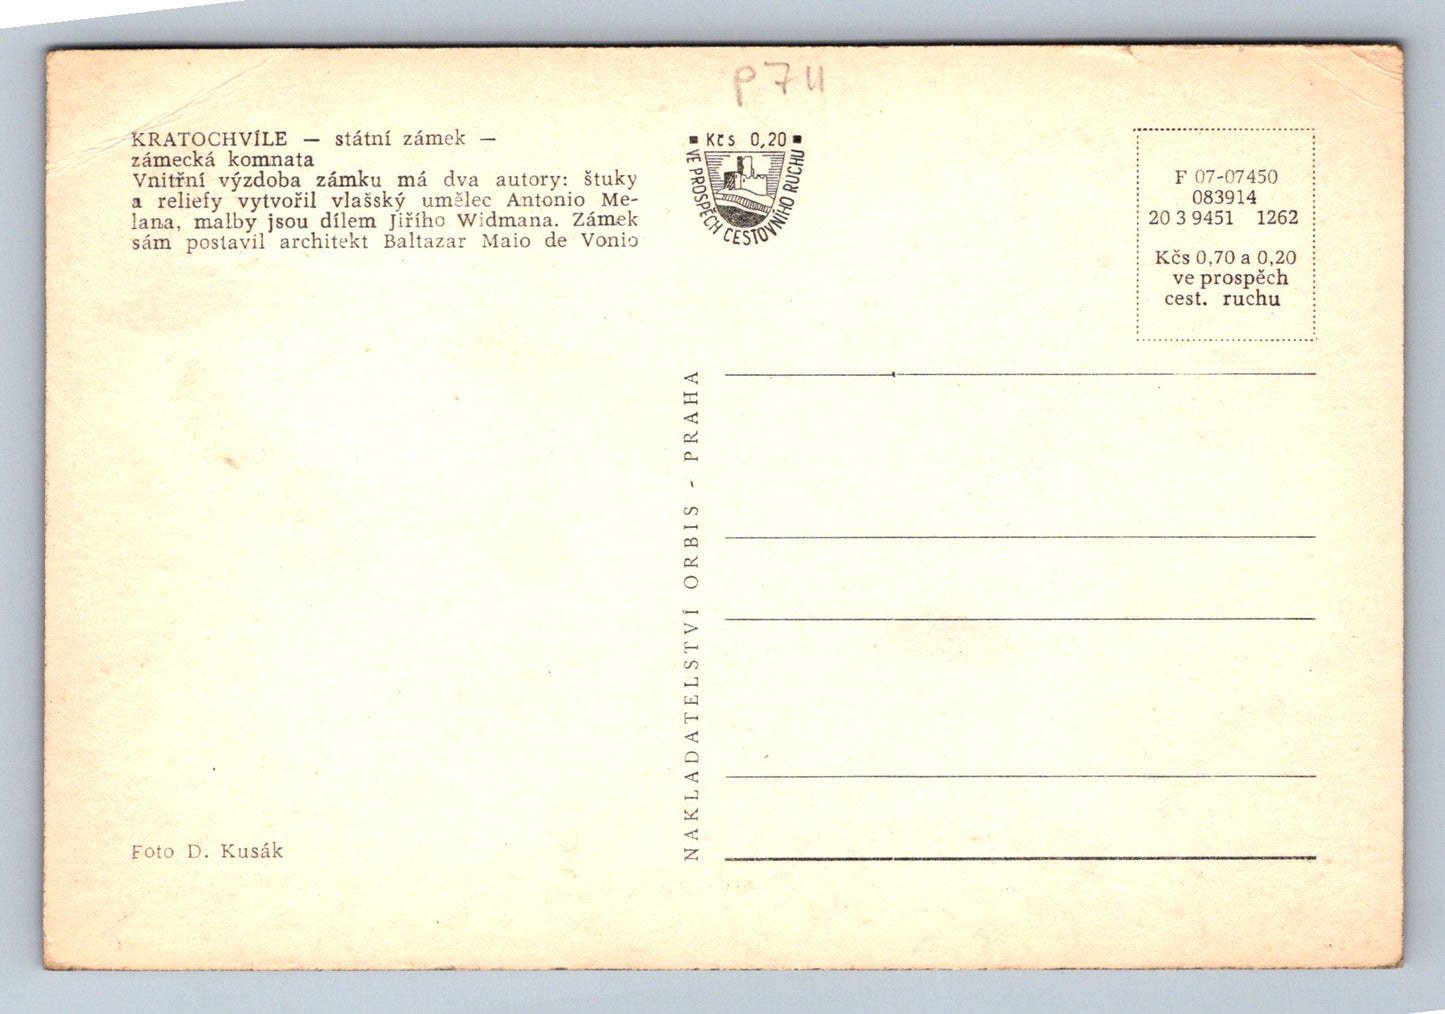 P 7 U
KRATOCHVÍLE — státní zámek —
zámecká komnata
Vnitřní výzdoba zámku má dva autory: štuky
a reliefy vytvořil vlašský umělec Antonio Me-
lana, malby jsou dílem Jiřího Widmana. Zámek
sám postavil architekt Baltazar Maio de Vonio
Kčs 0,20
VE PROSPĚCH CESTOVNÍHO RUCHU
F 07-07450
083914
20 3 9451 1262
Kčs 0,70 a 0,20
ve prospěch
cest. ruchu
NAKLADATELSTVÍ ORBIS - PRAHA
Foto D. Kusák